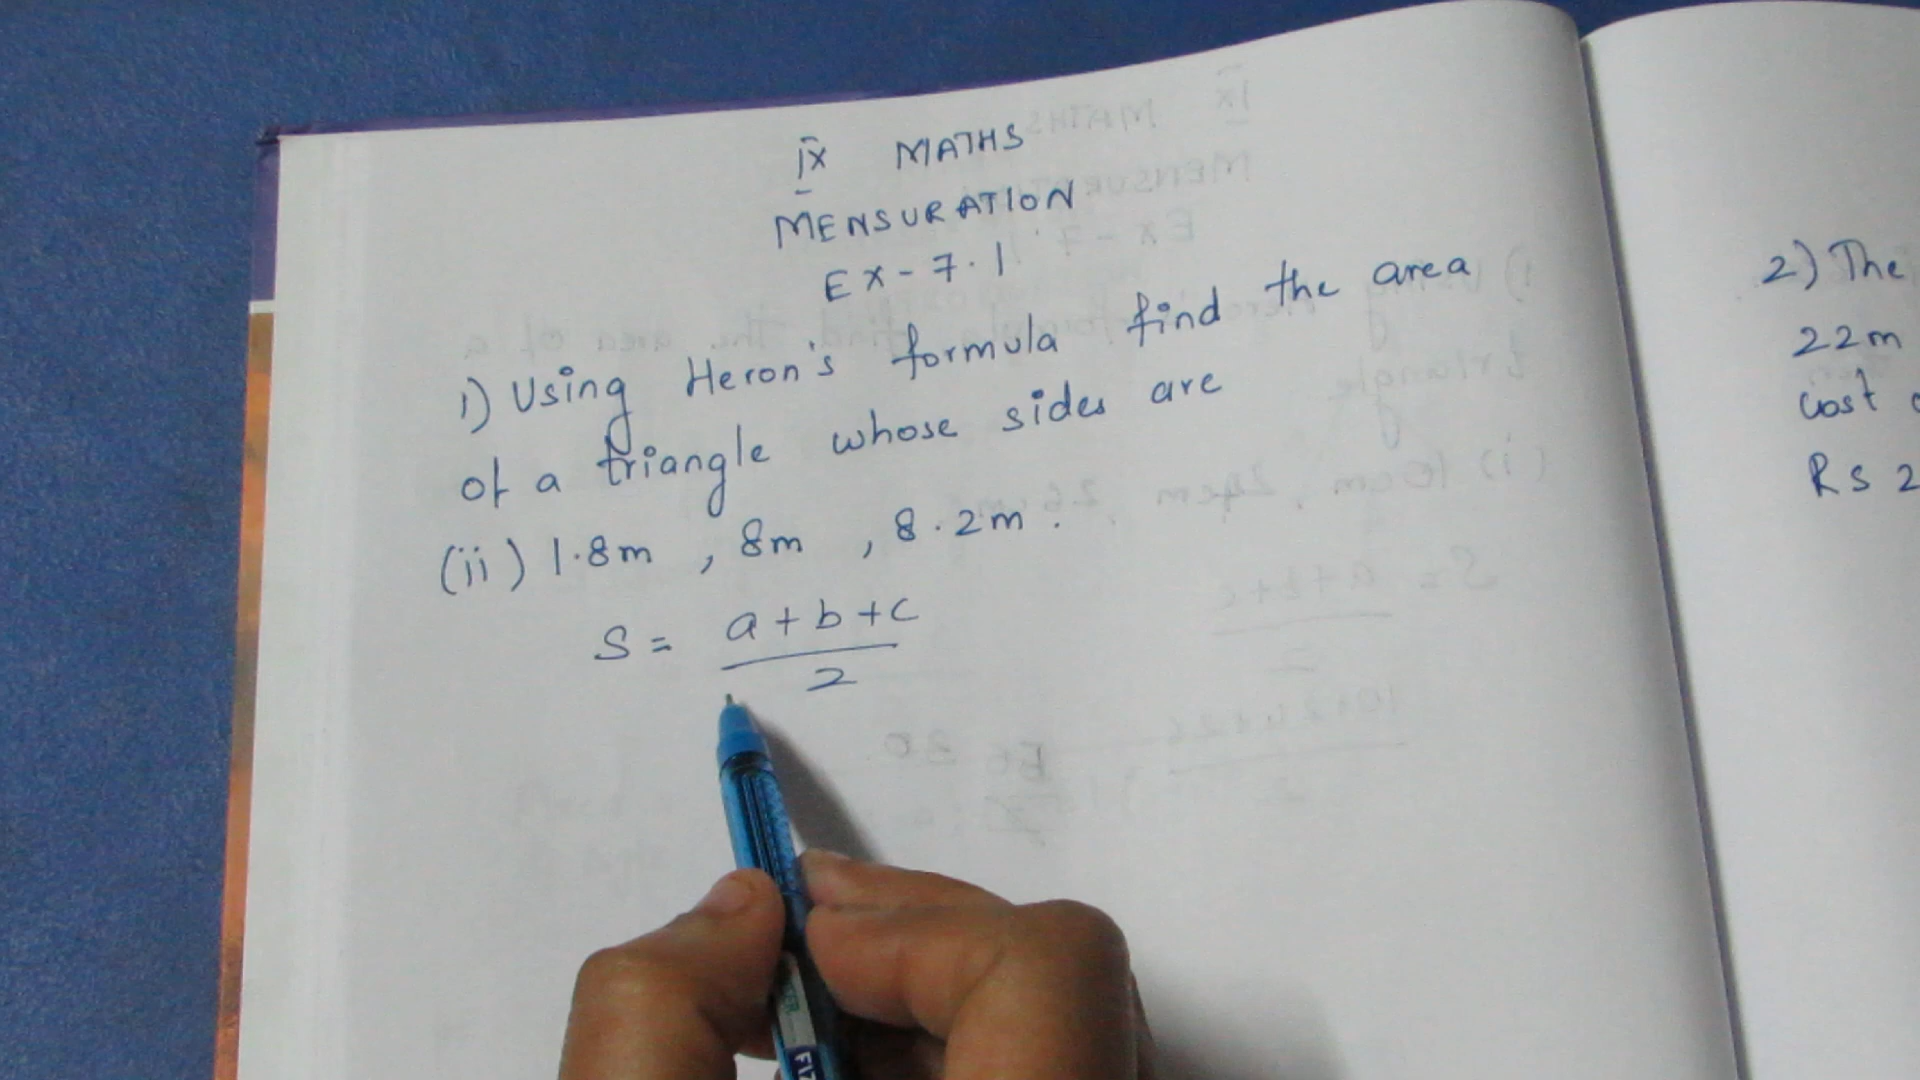 IX MATHS
MENSURATION
EX-7.1
1) Using Heron's formula find the area
of a triangle whose sides are
(ii) 1.8m , 8m , 8.2m .
S = a+b+c
2
2) The
22m
cost
RS 2